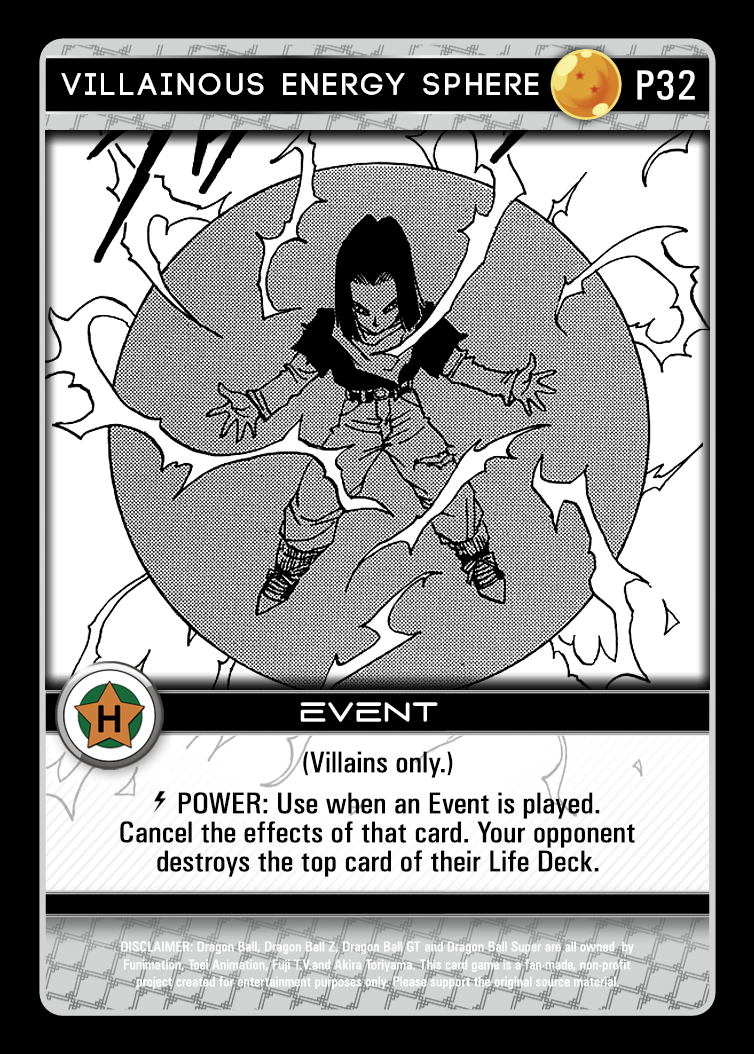 VILLAINOUS ENERGY SPHERE P32
EVENT
H
(Villains only.)
POWER: Use when an Event is played.
Cancel the effects of that card. Your opponent
destroys the top card of their Life Deck.
DISCLAIMER: Dragon Ball, Dragon Ball Z, Dragon Ball GT and Dragon Ball Super are all owned by
Funimation, Toei Animation, Fuji T.V and Akira Toriyama. This card game is a fan-made, non-profit
project created for entertainment purposes only. Please support the original source material.